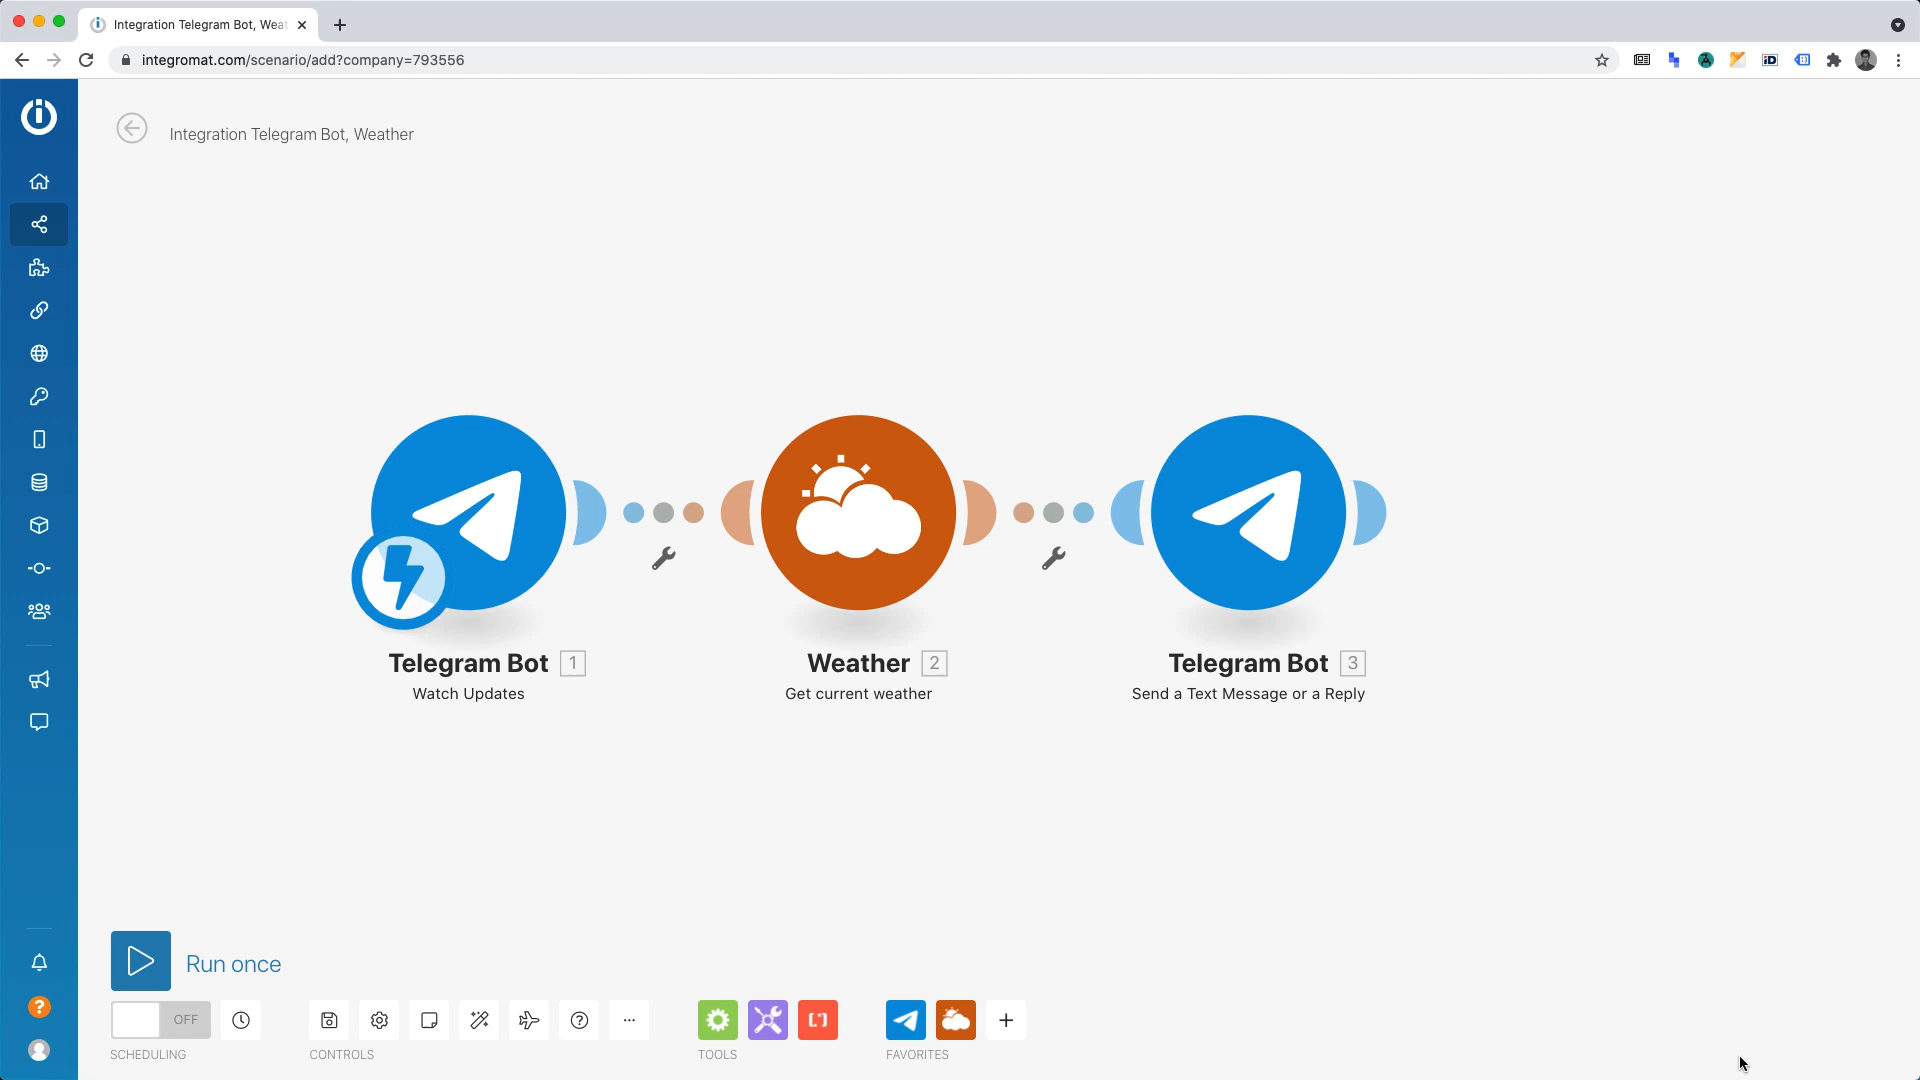 Integration Telegram Bot, Weat
integromat.com/scenario/add?company=793556
Integration Telegram Bot, Weather
Telegram Bot 1
Watch Updates
Weather 2
Get current weather
Telegram Bot 3
Send a Text Message or a Reply
Run once
OFF
SCHEDULING
CONTROLS
TOOLS
FAVORITES